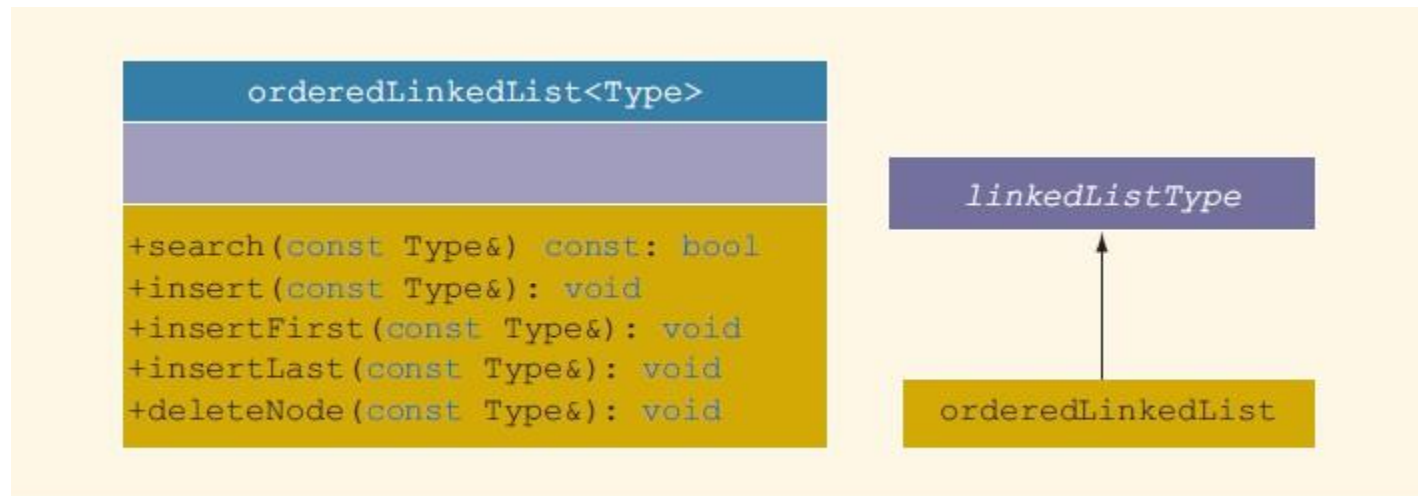 orderedLinkedList<Type>
+search(const Type&) const: bool
+insert(const Type&): void
+insertFirst(const Type&): void
+insertLast(const Type&): void
+deleteNode(const Type&): void
linkedListType
orderedLinkedList